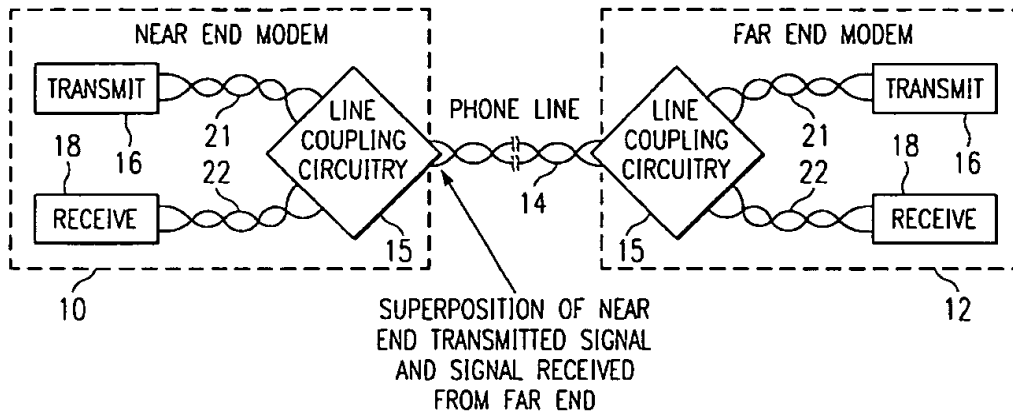 NEAR END MODEM
FAR END MODEM
TRANSMIT
16
21
LINE
COUPLING
CIRCUITRY
15
18
22
RECEIVE
10
PHONE LINE
14
SUPERPOSITION OF NEAR
END TRANSMITTED SIGNAL
AND SIGNAL RECEIVED
FROM FAR END
LINE
COUPLING
CIRCUITRY
15
TRANSMIT
21
16
18
22
RECEIVE
12